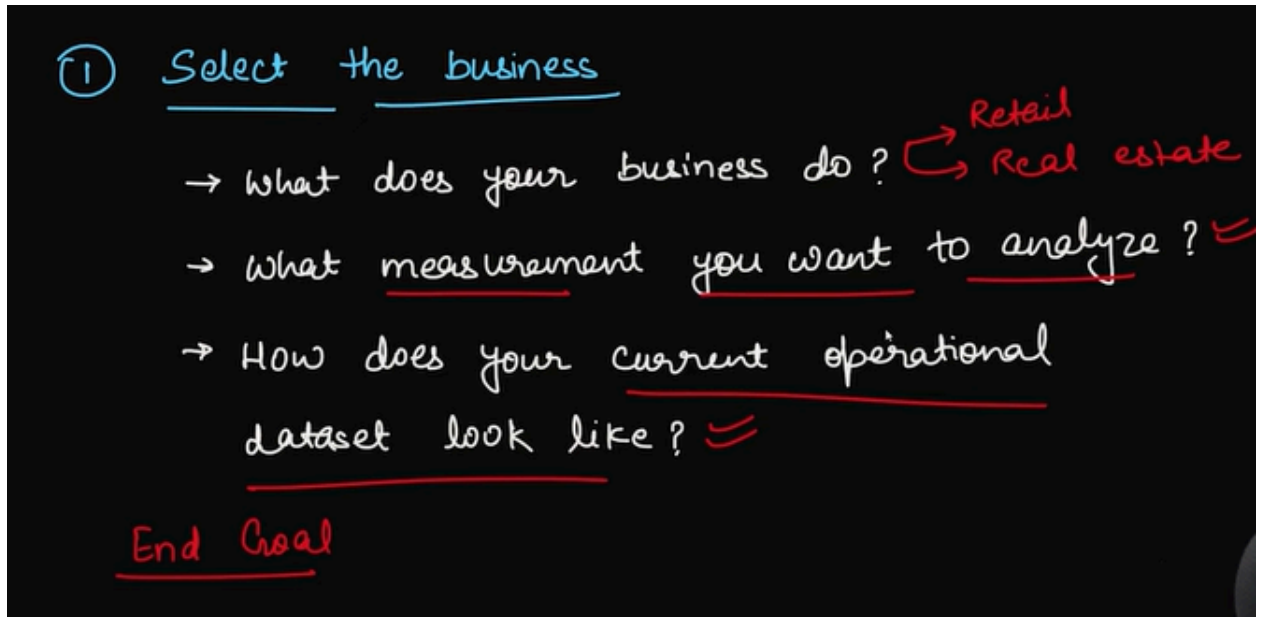 ① Select the business
→ What does your business do? → Retail
→ Real estate
→ What measurement you want to analyze?
→ How does your current operational
dataset look like?
End Goal